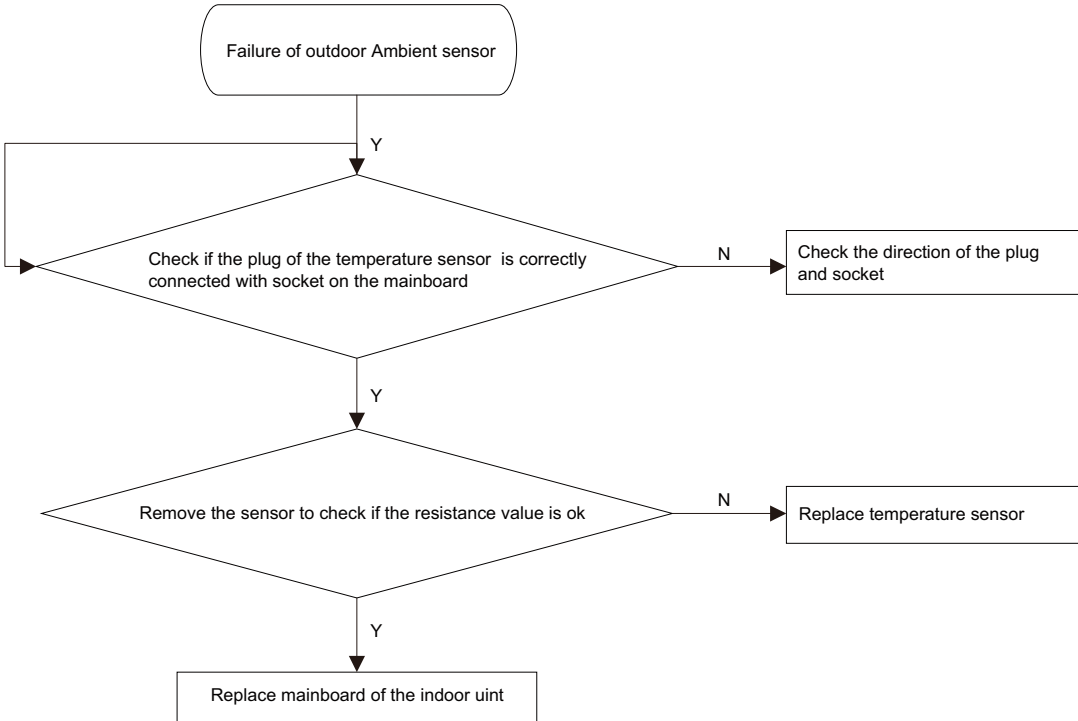 Failure of outdoor Ambient sensor
Y
Check if the plug of the temperature sensor is correctly
connected with socket on the mainboard
N
Check the direction of the plug
and socket
Y
Remove the sensor to check if the resistance value is ok
N
Replace temperature sensor
Y
Replace mainboard of the indoor uint